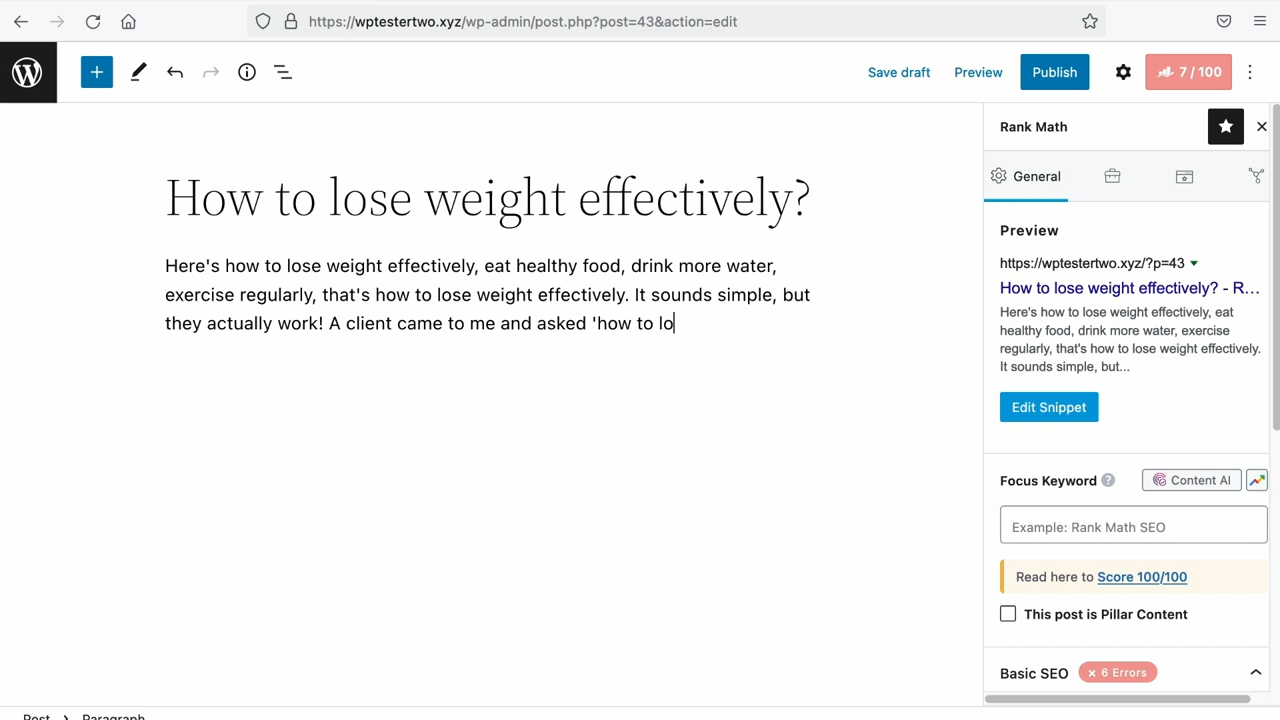 https://wptestertwo.xyz/wp-admin/post.php?post=43&action=edit
Save draft
Preview
Publish
7 / 100
Rank Math
General
How to lose weight effectively?
Here's how to lose weight effectively, eat healthy food, drink more water,
exercise regularly, that's how to lose weight effectively. It sounds simple, but
they actually work! A client came to me and asked 'how to lo
Preview
https://wptestertwo.xyz/?p=43
How to lose weight effectively? - R...
Here's how to lose weight effectively, eat
healthy food, drink more water, exercise
regularly, that's how to lose weight effectively.
It sounds simple, but...
Edit Snippet
Focus Keyword ? Content AI
Example: Rank Math SEO
Read here to Score 100/100
This post is Pillar Content
Basic SEO × 6 Errors
Post > Paragraph